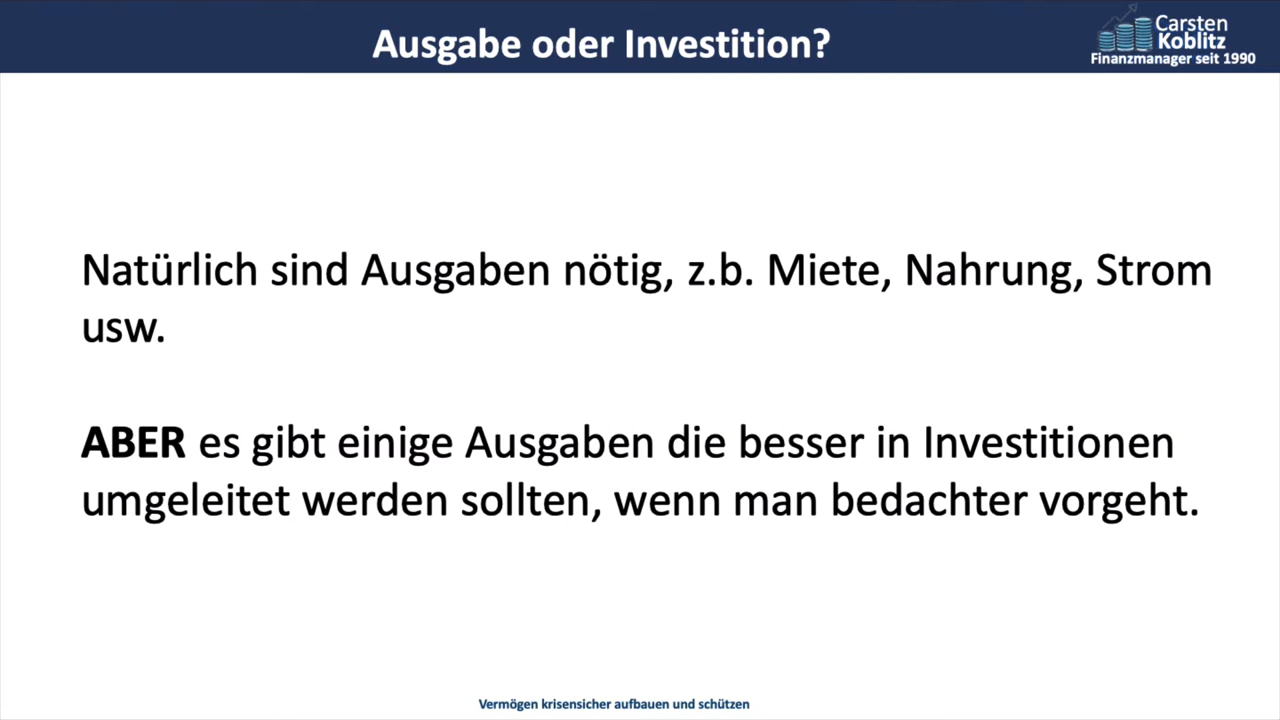 Ausgabe oder Investition?
Carsten
Koblitz
Finanzmanager seit 1990
Natürlich sind Ausgaben nötig, z.b. Miete, Nahrung, Strom
usw.
ABER es gibt einige Ausgaben die besser in Investitionen
umgeleitet werden sollten, wenn man bedachter vorgeht.
Vermögen krisensicher aufbauen und schützen